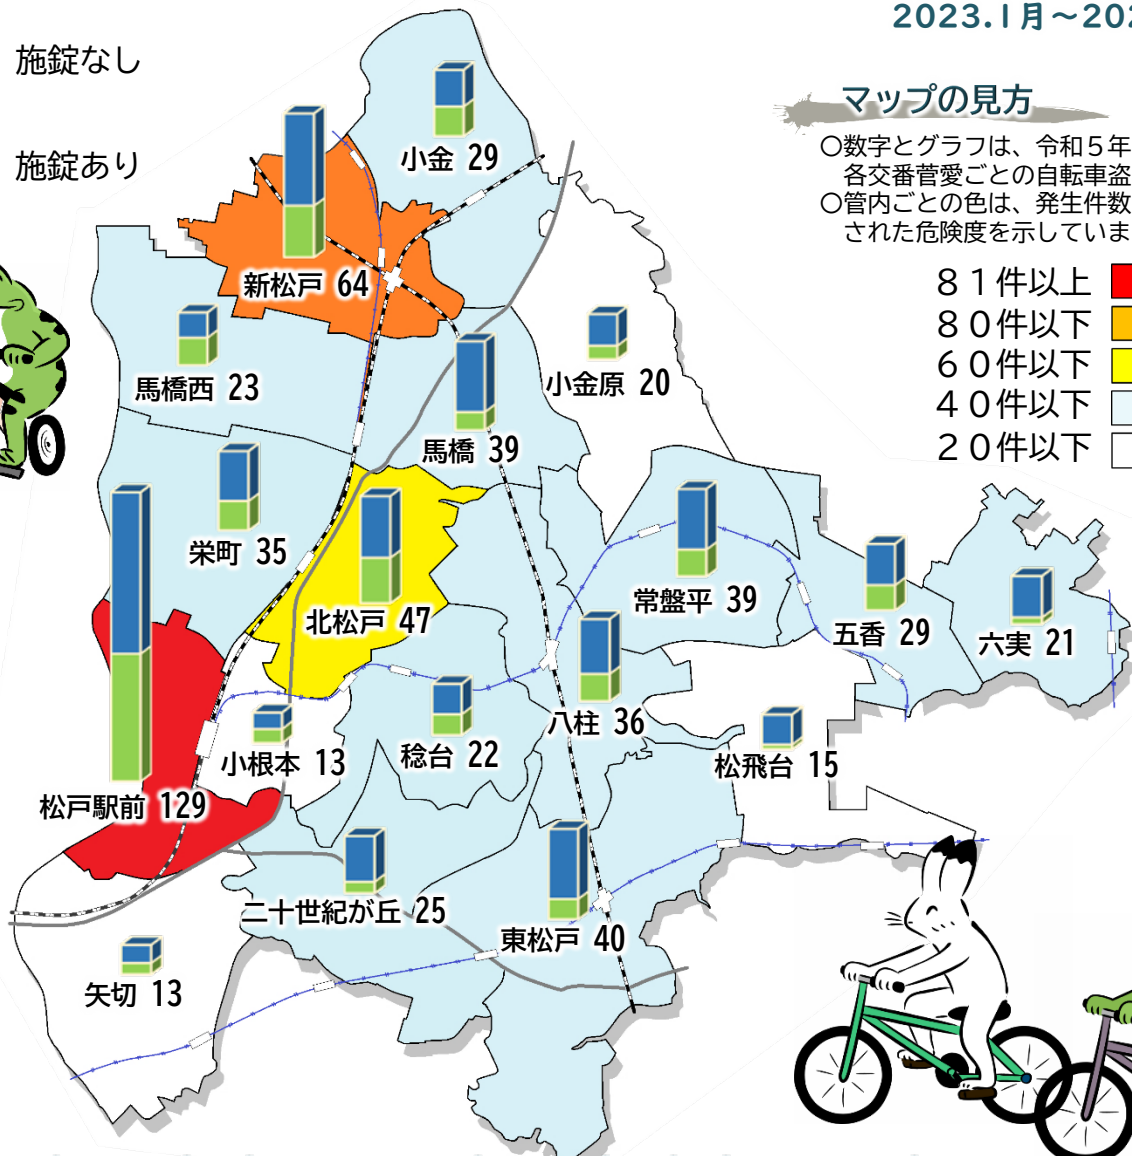 2023.1月～202
施錠なし
施錠あり
マップの見方
○数字とグラフは、令和５年
各交番管愛ごとの自転車盗
○管内ごとの色は、発生件数
された危険度を示していま
８１件以上
８０件以下
６０件以下
４０件以下
２０件以下
小金 29
新松戸 64
馬橋西 23
小金原 20
馬橋 39
栄町 35
常盤平 39
北松戸 47
五香 29
六実 21
八柱 36
稔台 22
小根本 13
松飛台 15
松戸駅前 129
二十世紀が丘 25
東松戸 40
矢切 13